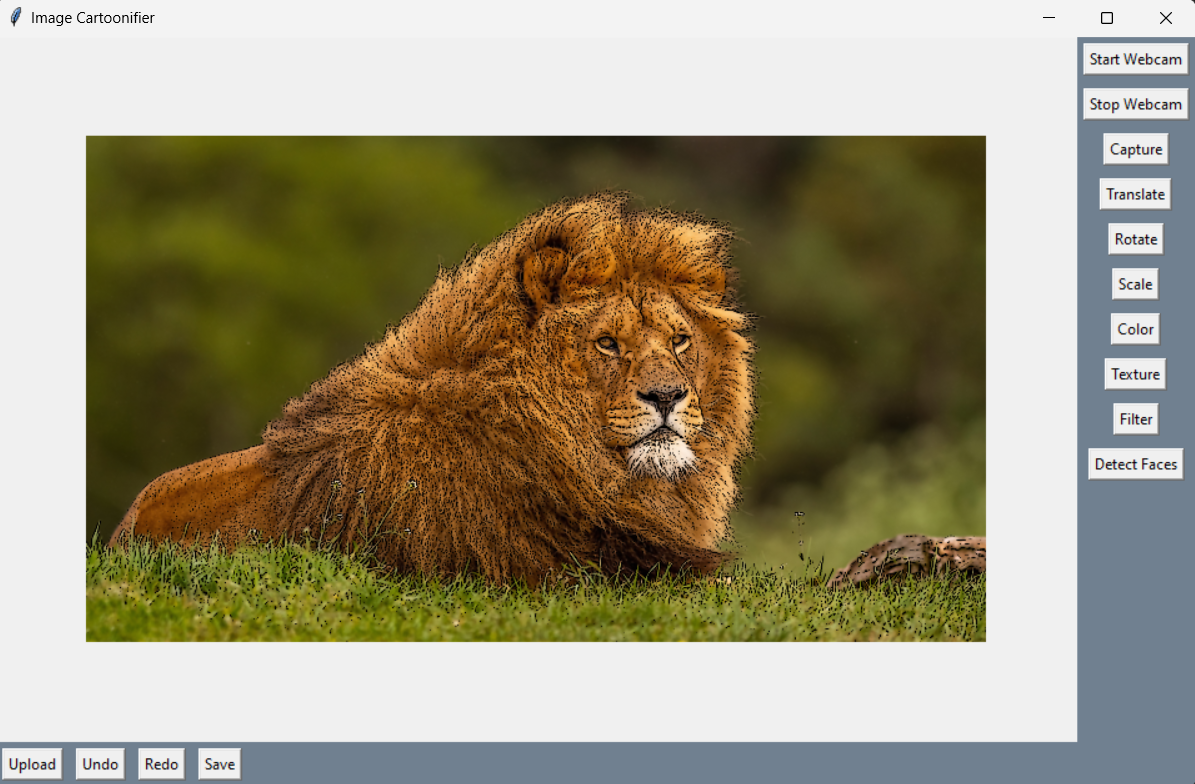 Image Cartoonifier
Start Webcam
Stop Webcam
Capture
Translate
Rotate
Scale
Color
Texture
Filter
Detect Faces
Upload
Undo
Redo
Save